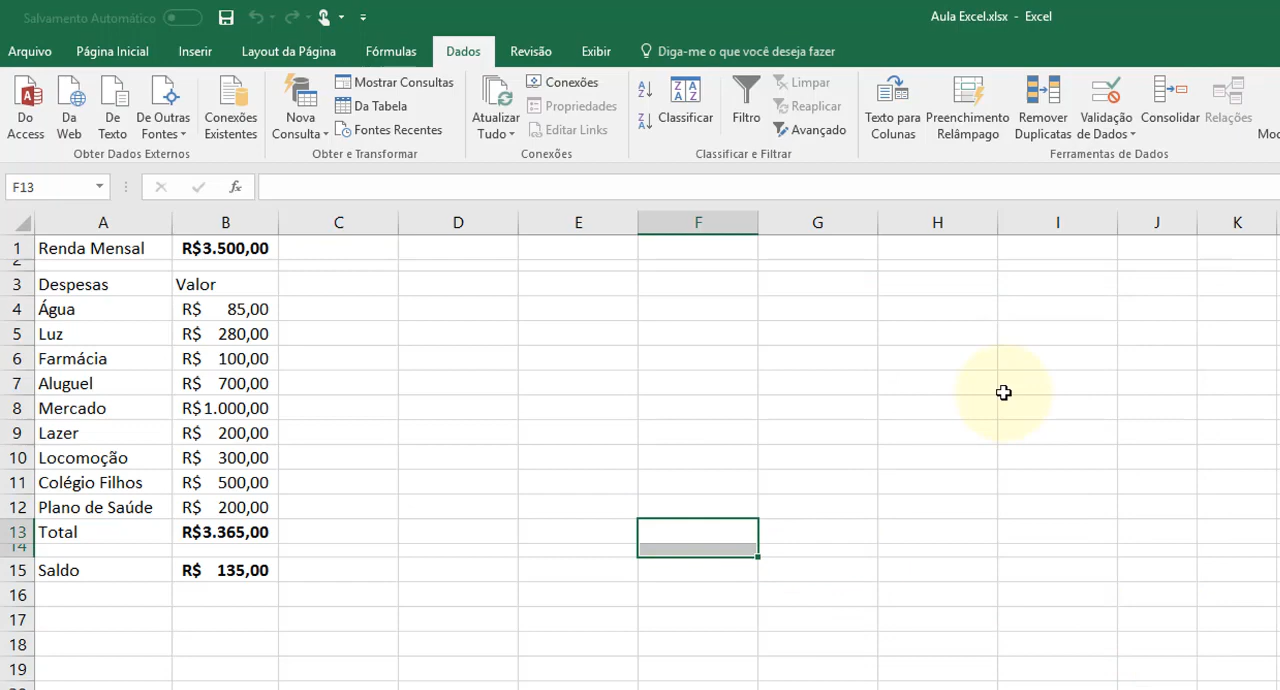 Salvamento Automático
Aula Excel.xlsx - Excel
Arquivo Página Inicial Inserir Layout da Página Fórmulas Dados Revisão Exibir Diga-me o que você deseja fazer
Do Access
De Web
De Texto
De Outras Fontes
Conexões Existentes
Obter Dados Externos
Nova Consulta
Mostrar Consultas
Da Tabela
Fontes Recentes
Obter e Transformar
Atualizar Tudo
Conexões
Propriedades
Editar Links
Conexões
Classificar
Filtro
Limpar
Reaplicar
Avançado
Classificar e Filtrar
Texto para Colunas
Preenchimento Relâmpago
Remover Duplicatas
Validação de Dados
Consolidar
Relações
Ferramentas de Dados
F13 fx
A B C D E F G H I J K
1 Renda Mensal R$3.500,00
2
3 Despesas Valor
4 Água R$ 85,00
5 Luz R$ 280,00
6 Farmácia R$ 100,00
7 Aluguel R$ 700,00
8 Mercado R$1.000,00
9 Lazer R$ 200,00
10 Locomoção R$ 300,00
11 Colégio Filhos R$ 500,00
12 Plano de Saúde R$ 200,00
13 Total R$3.365,00
14
15 Saldo R$ 135,00
16
17
18
19